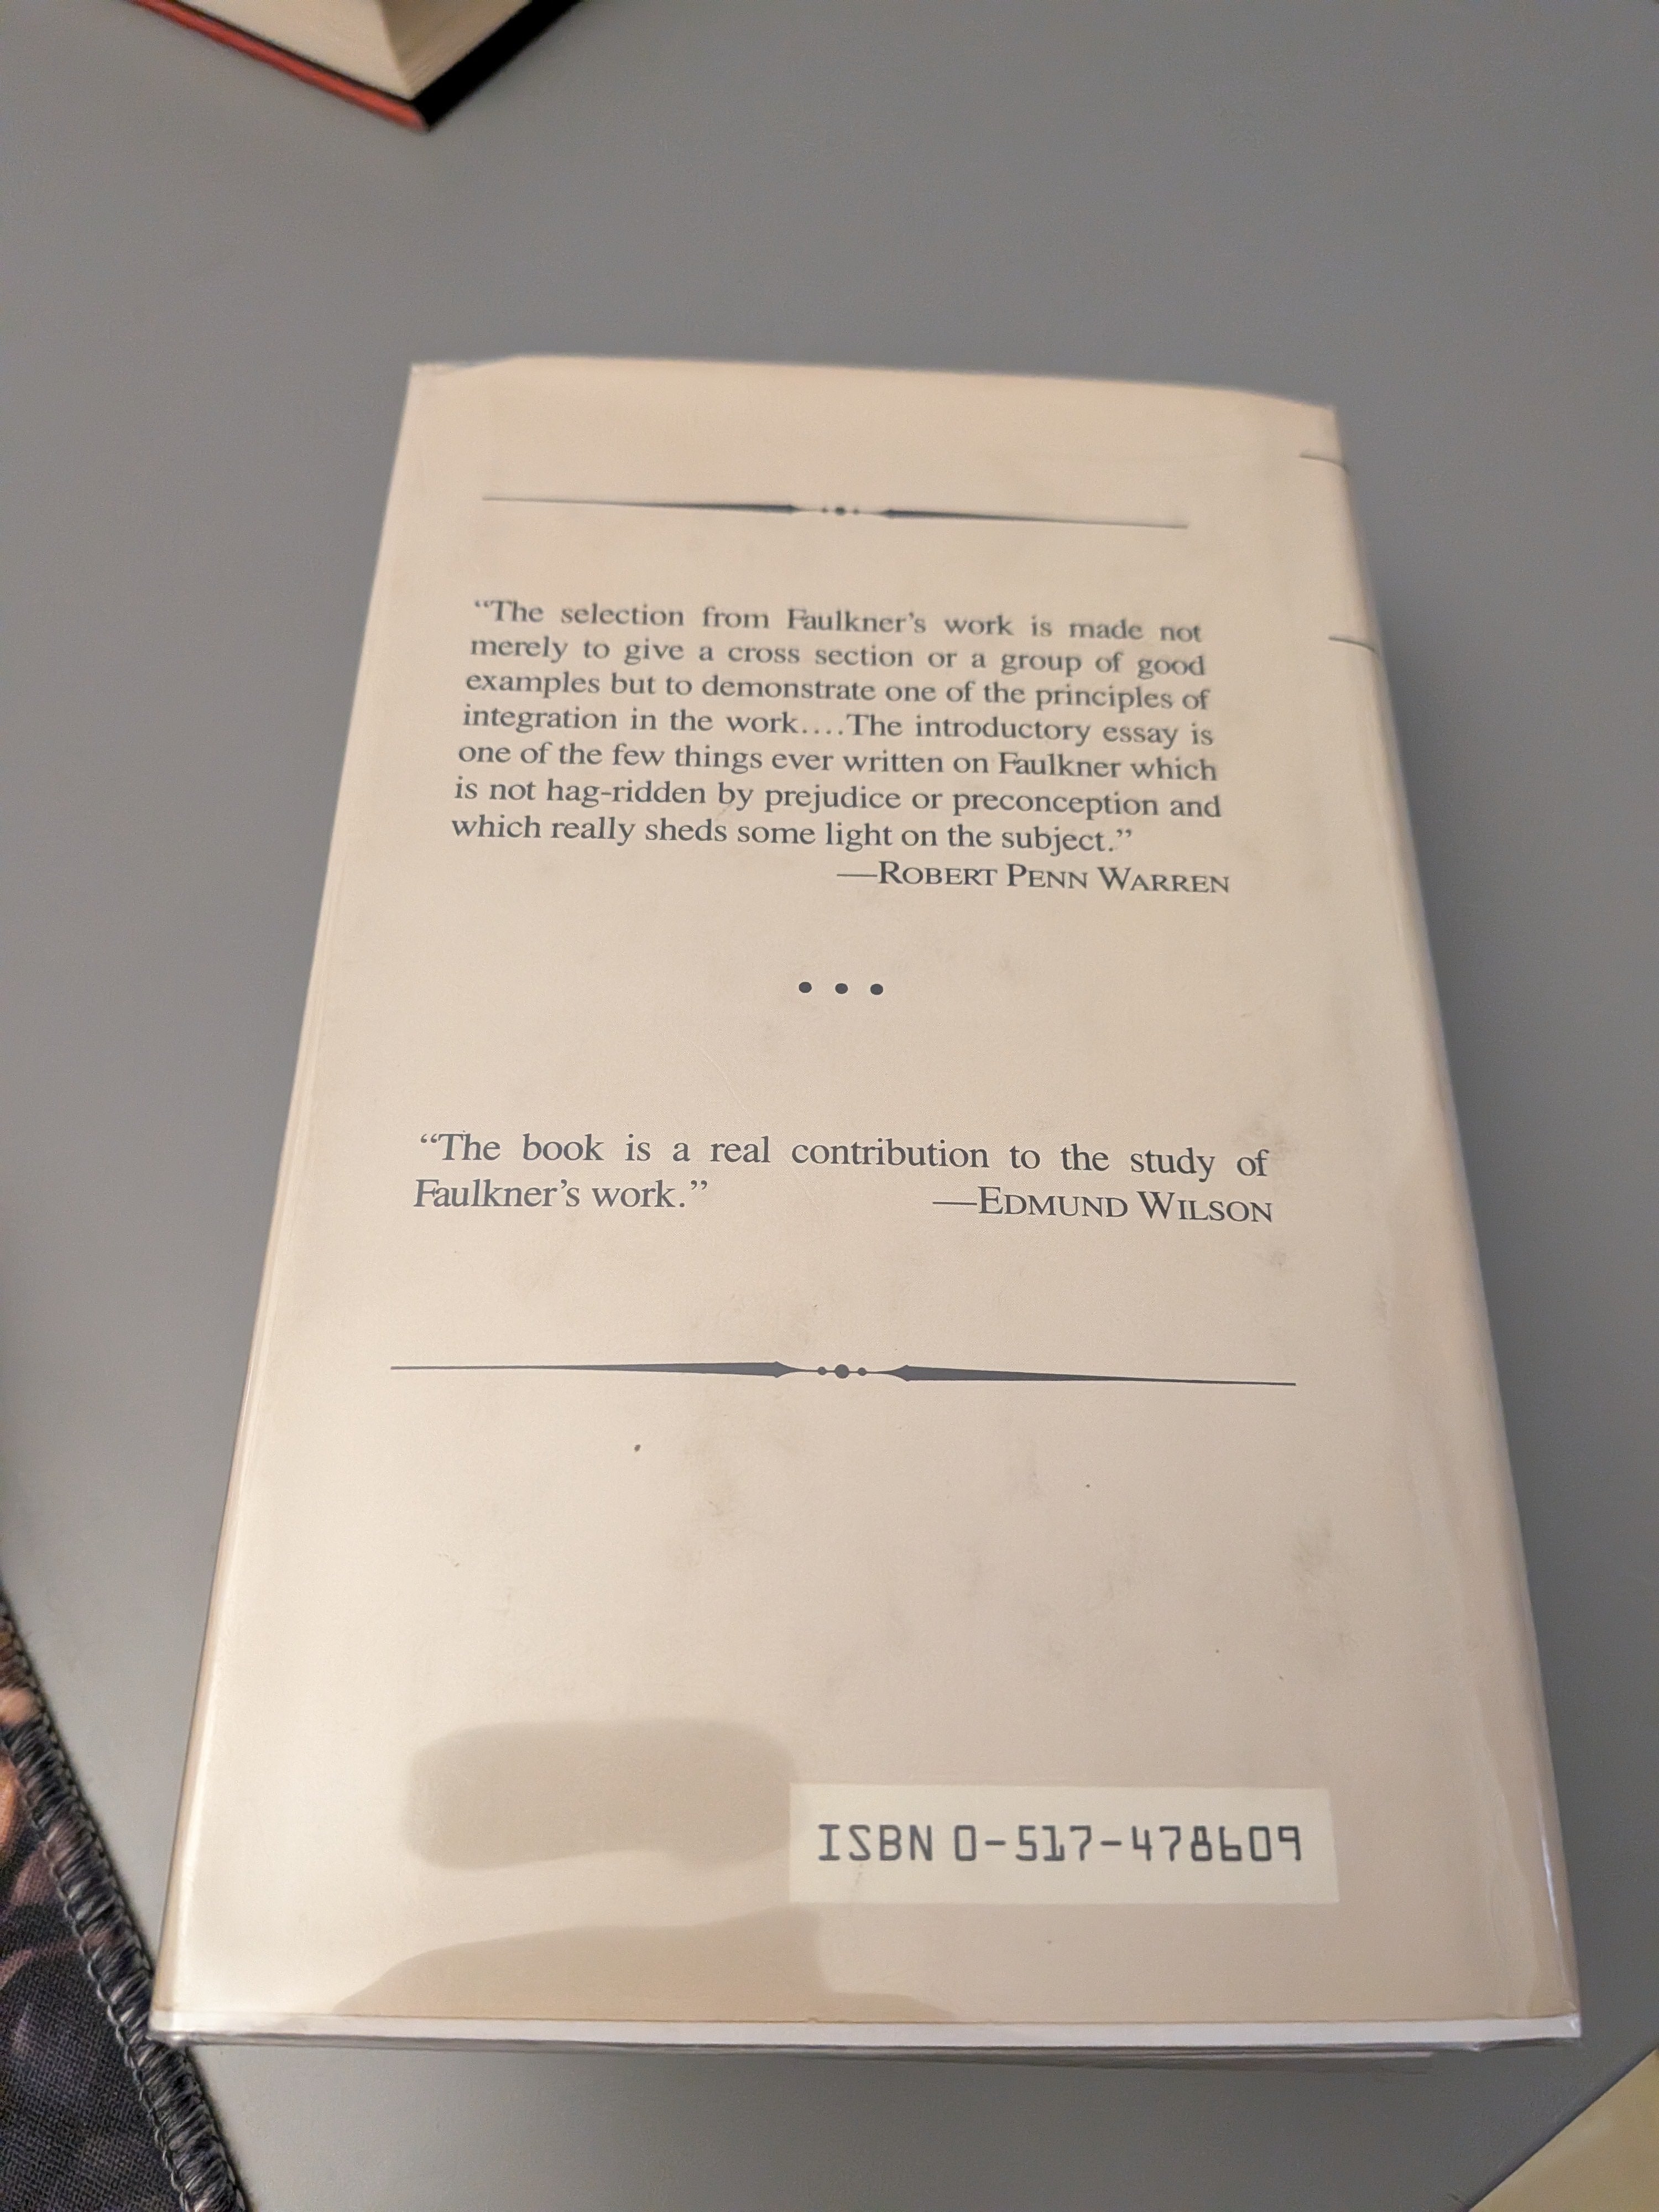 “The selection from Faulkner’s work is made not
merely to give a cross section or a group of good
examples but to demonstrate one of the principles of
integration in the work....The introductory essay is
one of the few things ever written on Faulkner which
is not hag-ridden by prejudice or preconception and
which really sheds some light on the subject.”
—ROBERT PENN WARREN
• • •
“The book is a real contribution to the study of
Faulkner’s work.” —EDMUND WILSON
ISBN 0-517-478609